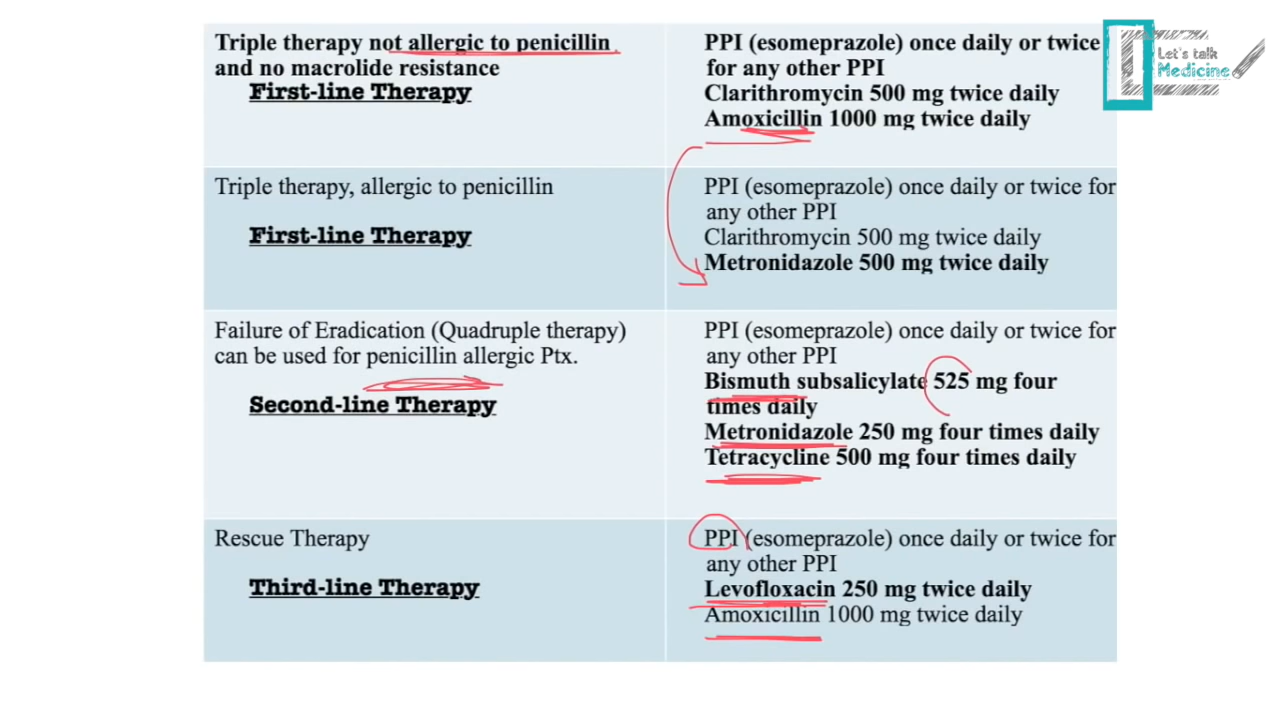 Triple therapy not allergic to penicillin
and no macrolide resistance
First-line Therapy
PPI (esomeprazole) once daily or twice
for any other PPI
Clarithromycin 500 mg twice daily
Amoxicillin 1000 mg twice daily
Let's talk
Medicine
Triple therapy, allergic to penicillin
First-line Therapy
PPI (esomeprazole) once daily or twice for
any other PPI
Clarithromycin 500 mg twice daily
Metronidazole 500 mg twice daily
Failure of Eradication (Quadruple therapy)
can be used for penicillin allergic Ptx.
Second-line Therapy
PPI (esomeprazole) once daily or twice for
any other PPI
Bismuth subsalicylate 525 mg four
times daily
Metronidazole 250 mg four times daily
Tetracycline 500 mg four times daily
Rescue Therapy
Third-line Therapy
PPI (esomeprazole) once daily or twice for
any other PPI
Levofloxacin 250 mg twice daily
Amoxicillin 1000 mg twice daily